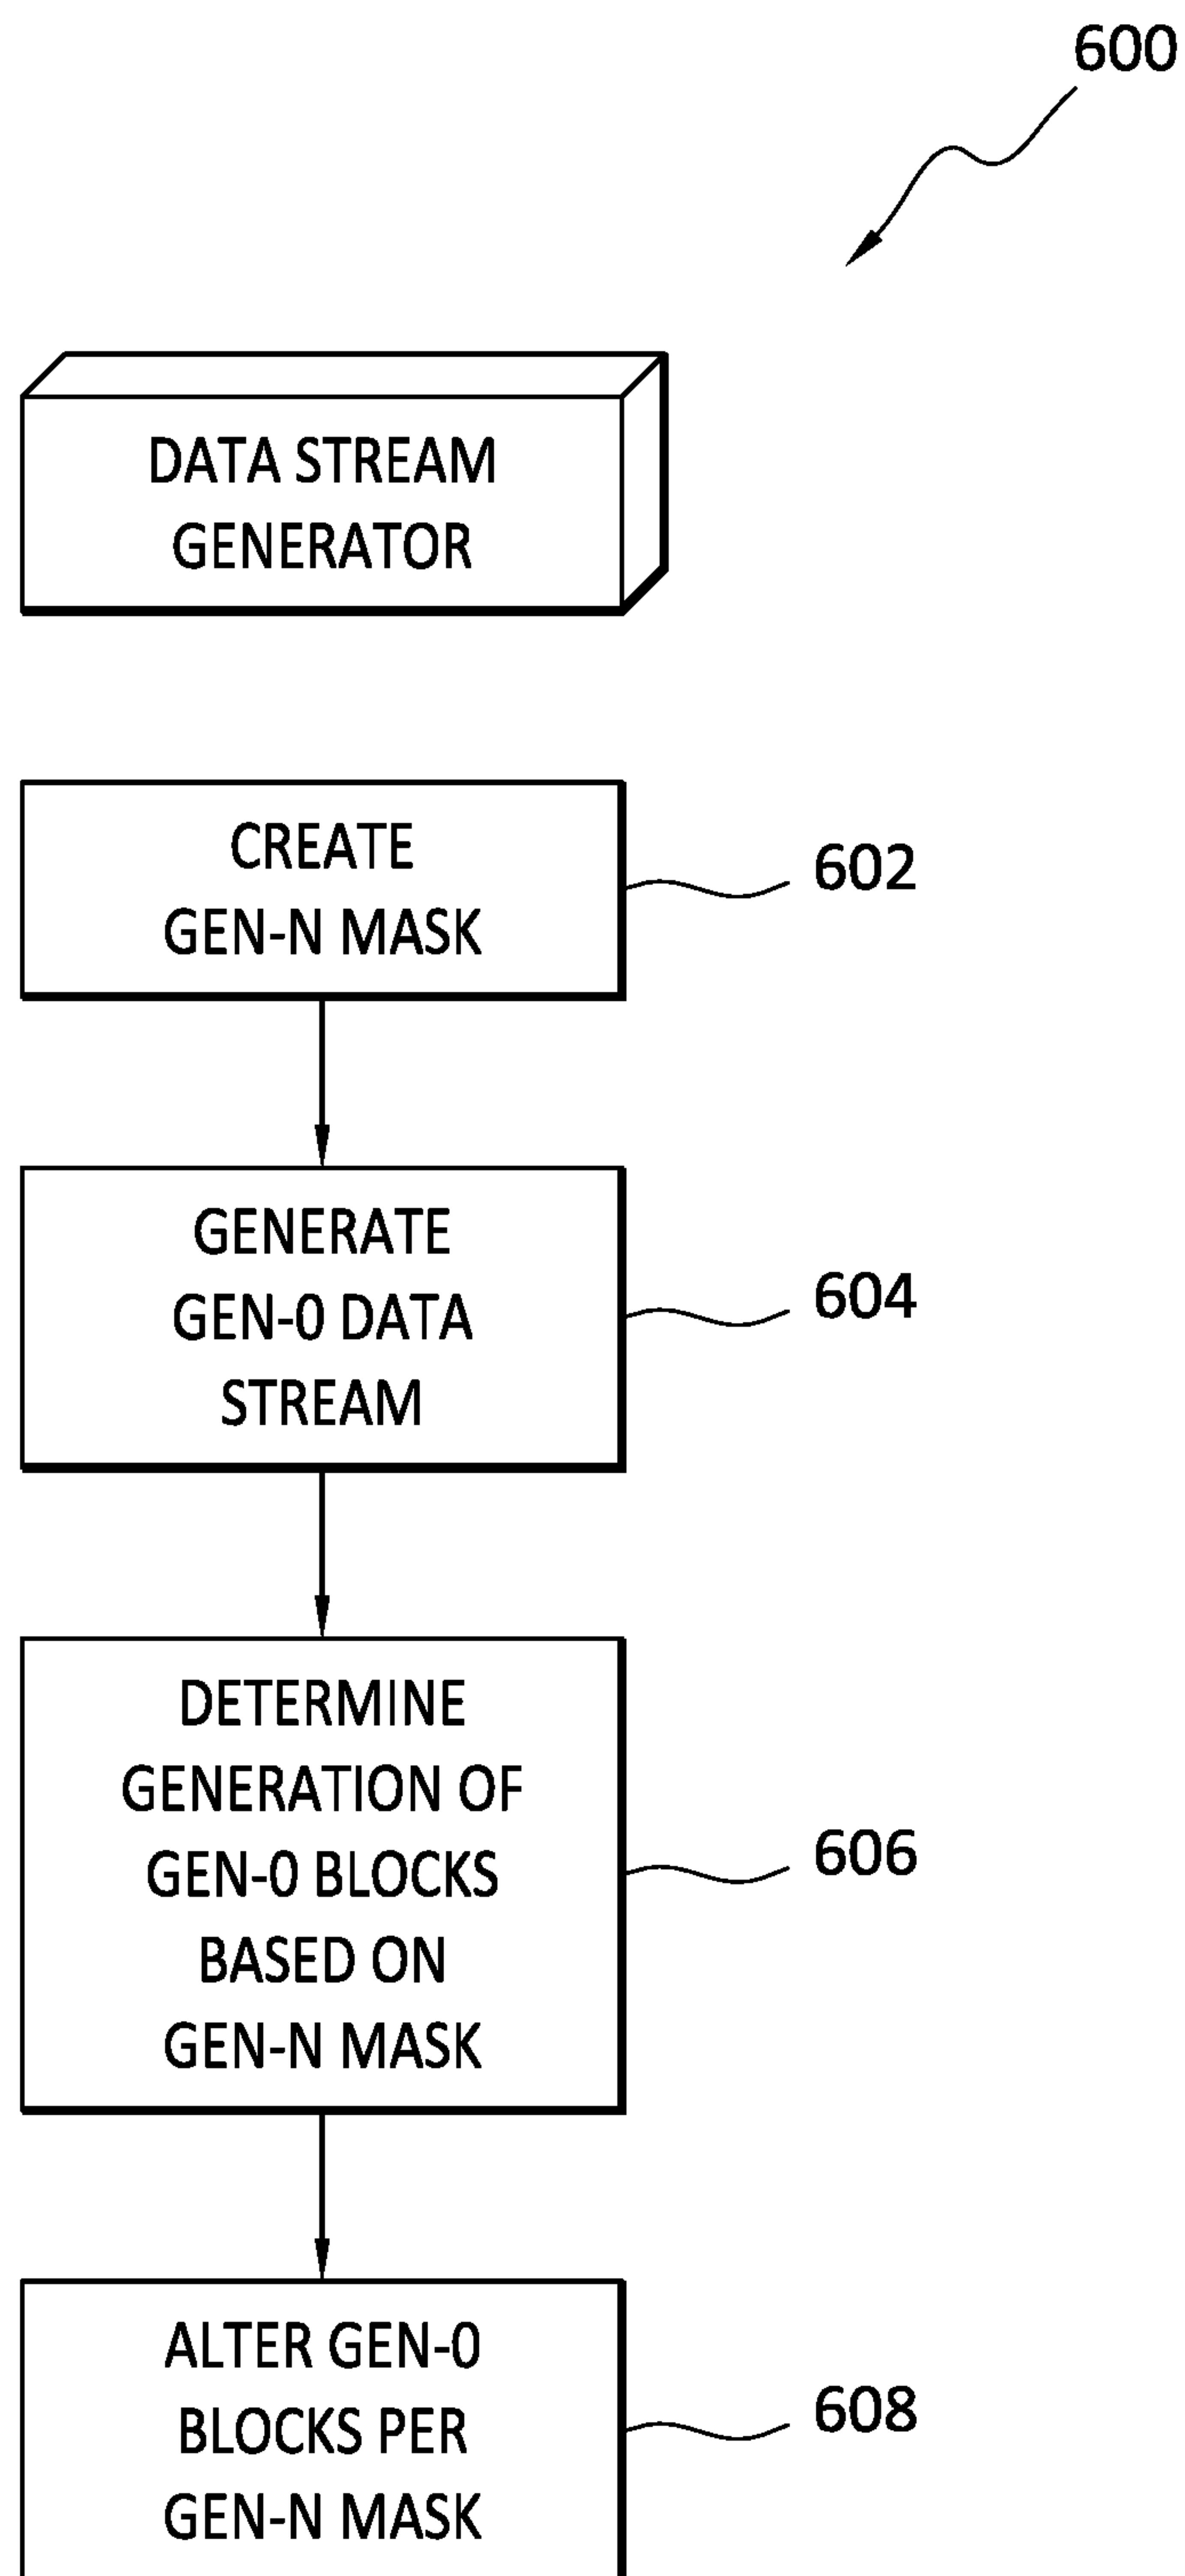 600
DATA STREAM
GENERATOR
CREATE
GEN-N MASK
602
GENERATE
GEN-0 DATA
STREAM
604
DETERMINE
GENERATION OF
GEN-0 BLOCKS
BASED ON
GEN-N MASK
606
ALTER GEN-0
BLOCKS PER
GEN-N MASK
608